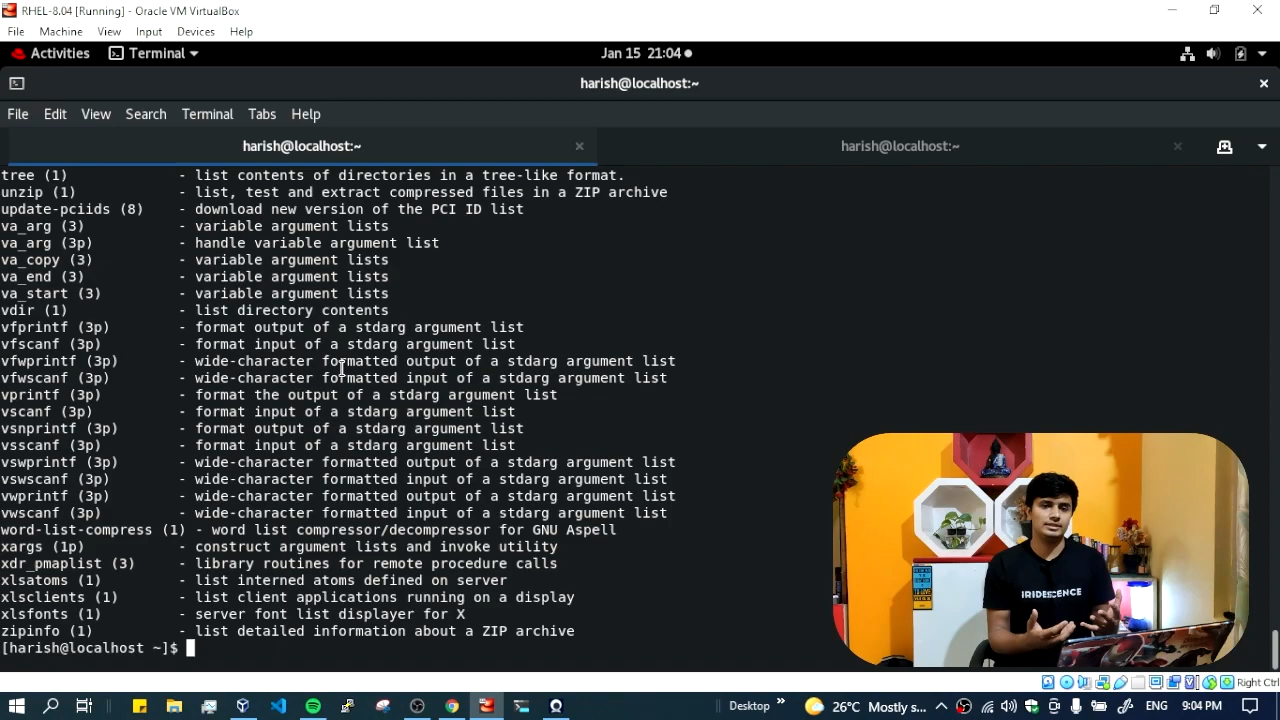 RHEL-8.04 [Running] - Oracle VM VirtualBox
File Machine View Input Devices Help
Activities Terminal Jan 15 21:04
harish@localhost:~
File Edit View Search Terminal Tabs Help
harish@localhost:~ harish@localhost:~
tree (1) - list contents of directories in a tree-like format.
unzip (1) - list, test and extract compressed files in a ZIP archive
update-pciids (8) - download new version of the PCI ID list
va_arg (3) - variable argument lists
va_arg (3p) - handle variable argument list
va_copy (3) - variable argument lists
va_end (3) - variable argument lists
va_start (3) - variable argument lists
vdir (1) - list directory contents
vfprintf (3p) - format output of a stdarg argument list
vfscanf (3p) - format input of a stdarg argument list
vfwprintf (3p) - wide-character formatted output of a stdarg argument list
vfwscanf (3p) - wide-character formatted input of a stdarg argument list
vprintf (3p) - format the output of a stdarg argument list
vscanf (3p) - format input of a stdarg argument list
vsnprintf (3p) - format output of a stdarg argument list
vsscanf (3p) - format input of a stdarg argument list
vswprintf (3p) - wide-character formatted output of a stdarg argument list
vswscanf (3p) - wide-character formatted input of a stdarg argument list
vwprintf (3p) - wide-character formatted output of a stdarg argument list
vwscanf (3p) - wide-character formatted input of a stdarg argument list
word-list-compress (1) - word list compressor/decompressor for GNU Aspell
xargs (1p) - construct argument lists and invoke utility
xdr_pmaplist (3) - library routines for remote procedure calls
xlsatoms (1) - list interned atoms defined on server
xlsclients (1) - list client applications running on a display
xlsfonts (1) - server font list displayer for X
zipinfo (1) - list detailed information about a ZIP archive
[harish@localhost ~]$
IRIDESCENCE
Right Ctrl
Desktop 26°C Mostly s... ENG 9:04 PM